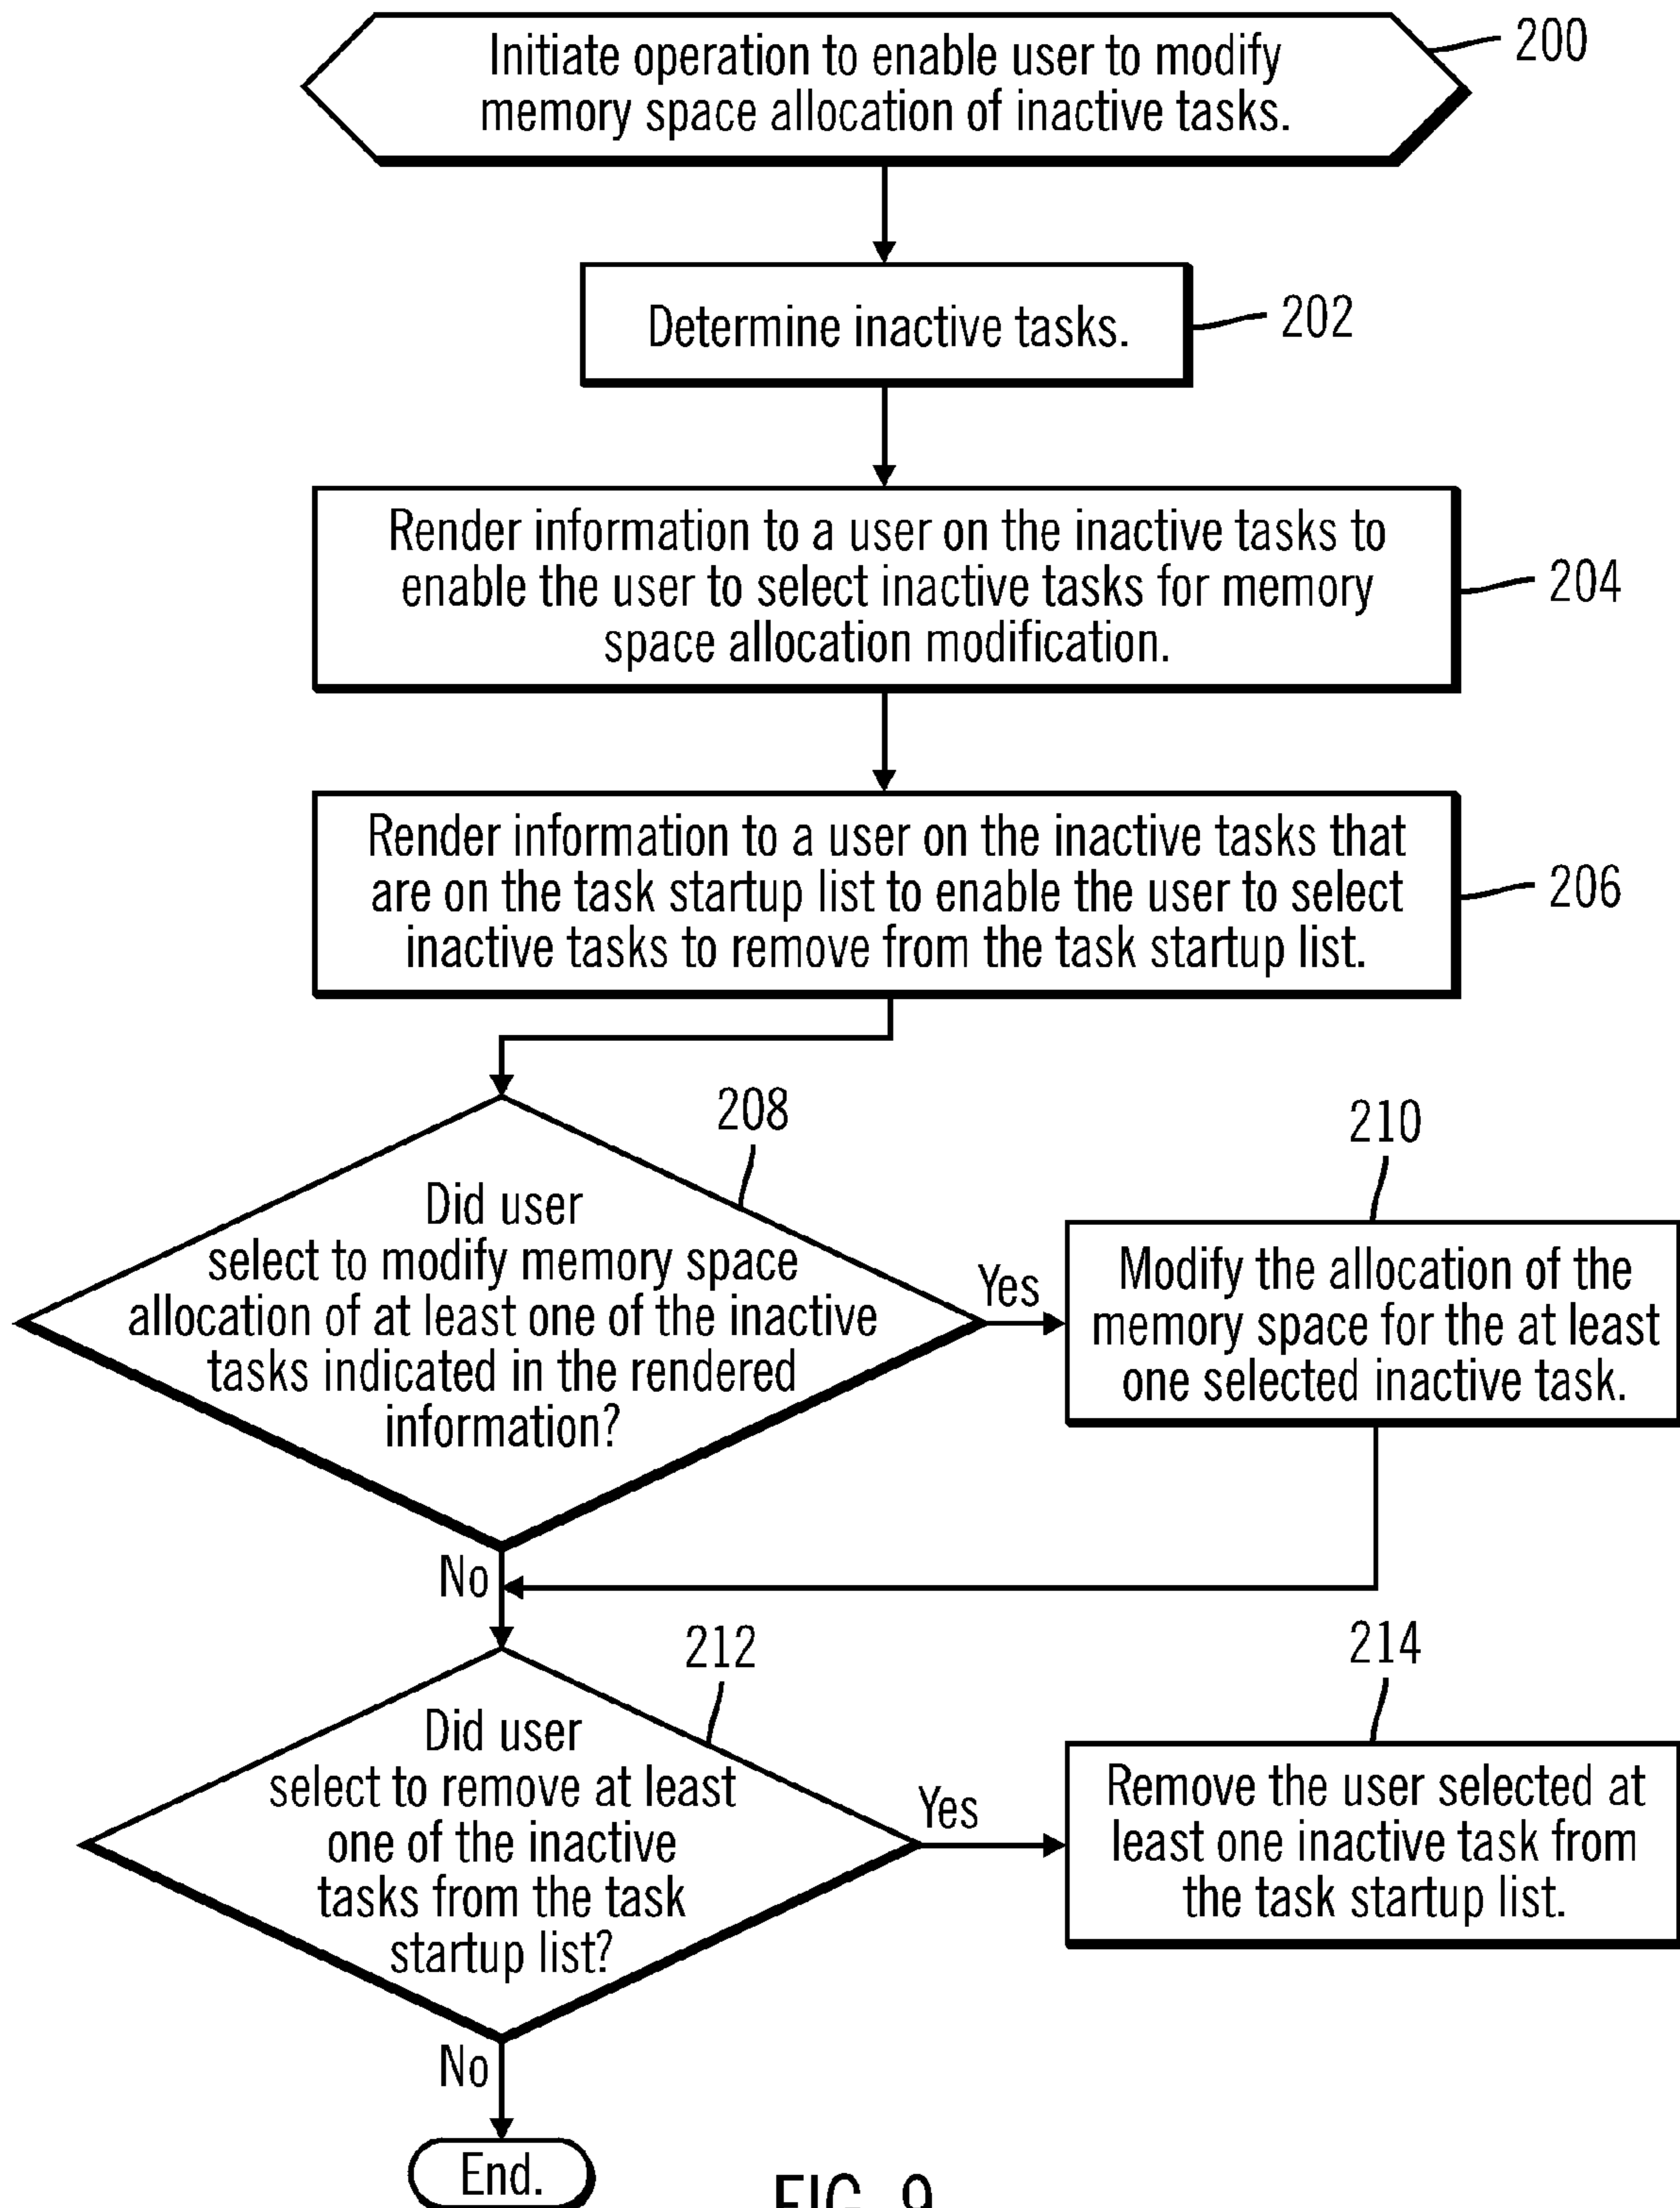 Initiate operation to enable user to modify
memory space allocation of inactive tasks.
200
Determine inactive tasks.
202
Render information to a user on the inactive tasks to
enable the user to select inactive tasks for memory
space allocation modification.
204
Render information to a user on the inactive tasks that
are on the task startup list to enable the user to select
inactive tasks to remove from the task startup list.
206
208
Did user
select to modify memory space
allocation of at least one of the inactive
tasks indicated in the rendered
information?
Yes
210
Modify the allocation of the
memory space for the at least
one selected inactive task.
No
212
Did user
select to remove at least
one of the inactive
tasks from the task
startup list?
Yes
214
Remove the user selected at
least one inactive task from
the task startup list.
No
End.
FIG. 9